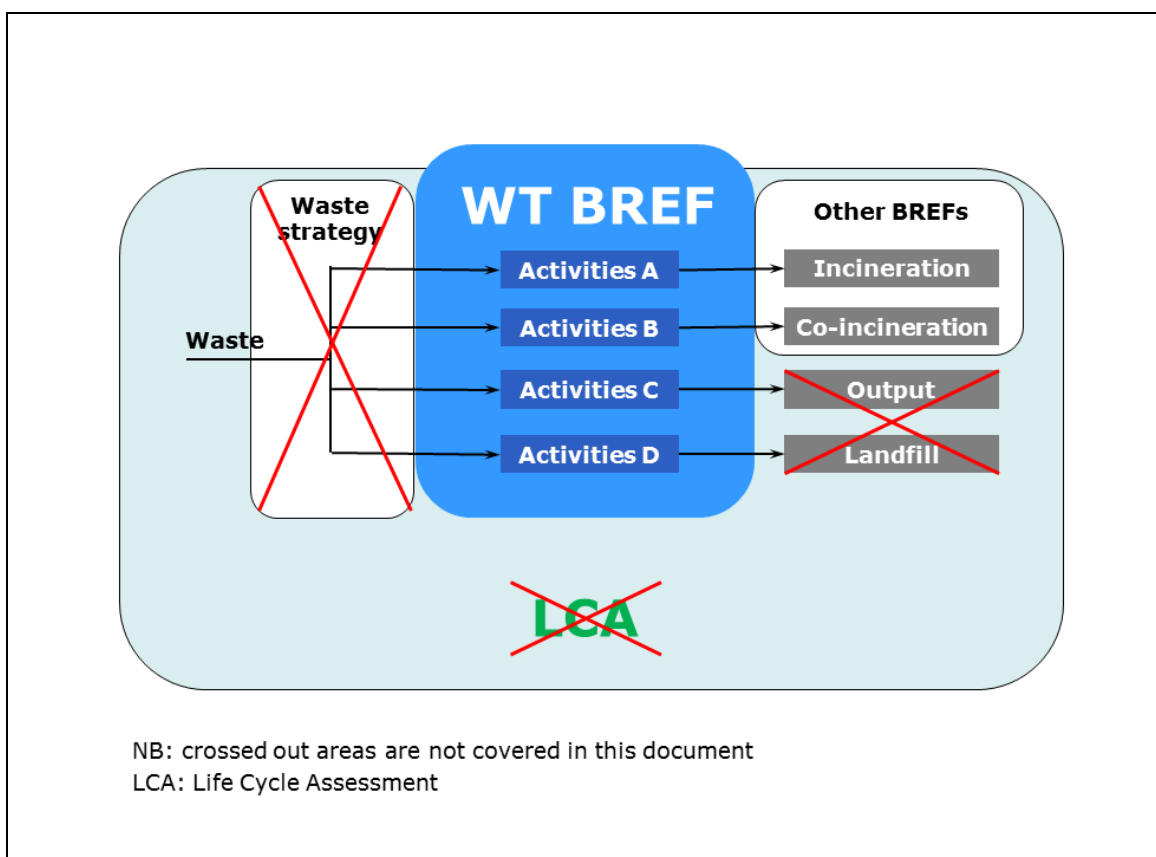 Waste
strategy
WT BREF
Other BREFs
Activities A
Incineration
Activities B
Co-incineration
Waste
Activities C
Output
Activities D
Landfill
LCA
NB: crossed out areas are not covered in this document
LCA: Life Cycle Assessment